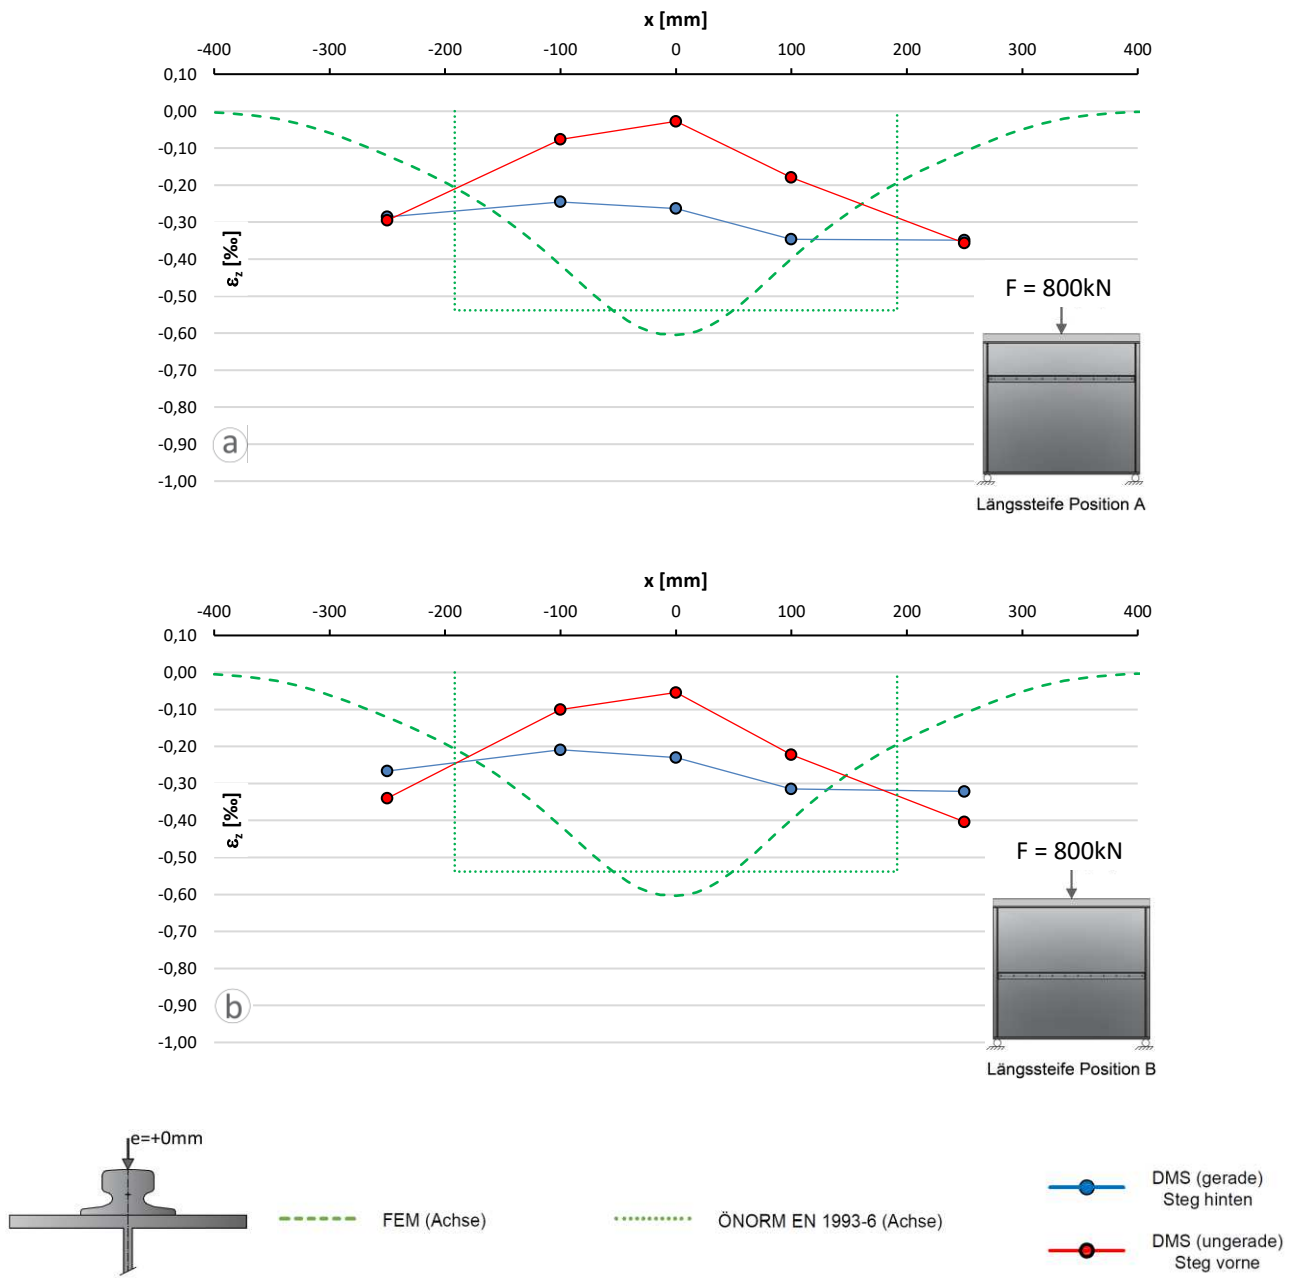 x [mm]
-400 -300 -200 -100 0 100 200 300 400
0,10
0,00
-0,10
-0,20
-0,30
-0,40
-0,50
-0,60
-0,70
-0,80
-0,90
-1,00
εz [‰]
F = 800kN
a
Längssteife Position A
x [mm]
-400 -300 -200 -100 0 100 200 300 400
0,10
0,00
-0,10
-0,20
-0,30
-0,40
-0,50
-0,60
-0,70
-0,80
-0,90
-1,00
εz [‰]
F = 800kN
b
Längssteife Position B
e=+0mm
FEM (Achse)
ÖNORM EN 1993-6 (Achse)
DMS (gerade)
Steg hinten
DMS (ungerade)
Steg vorne